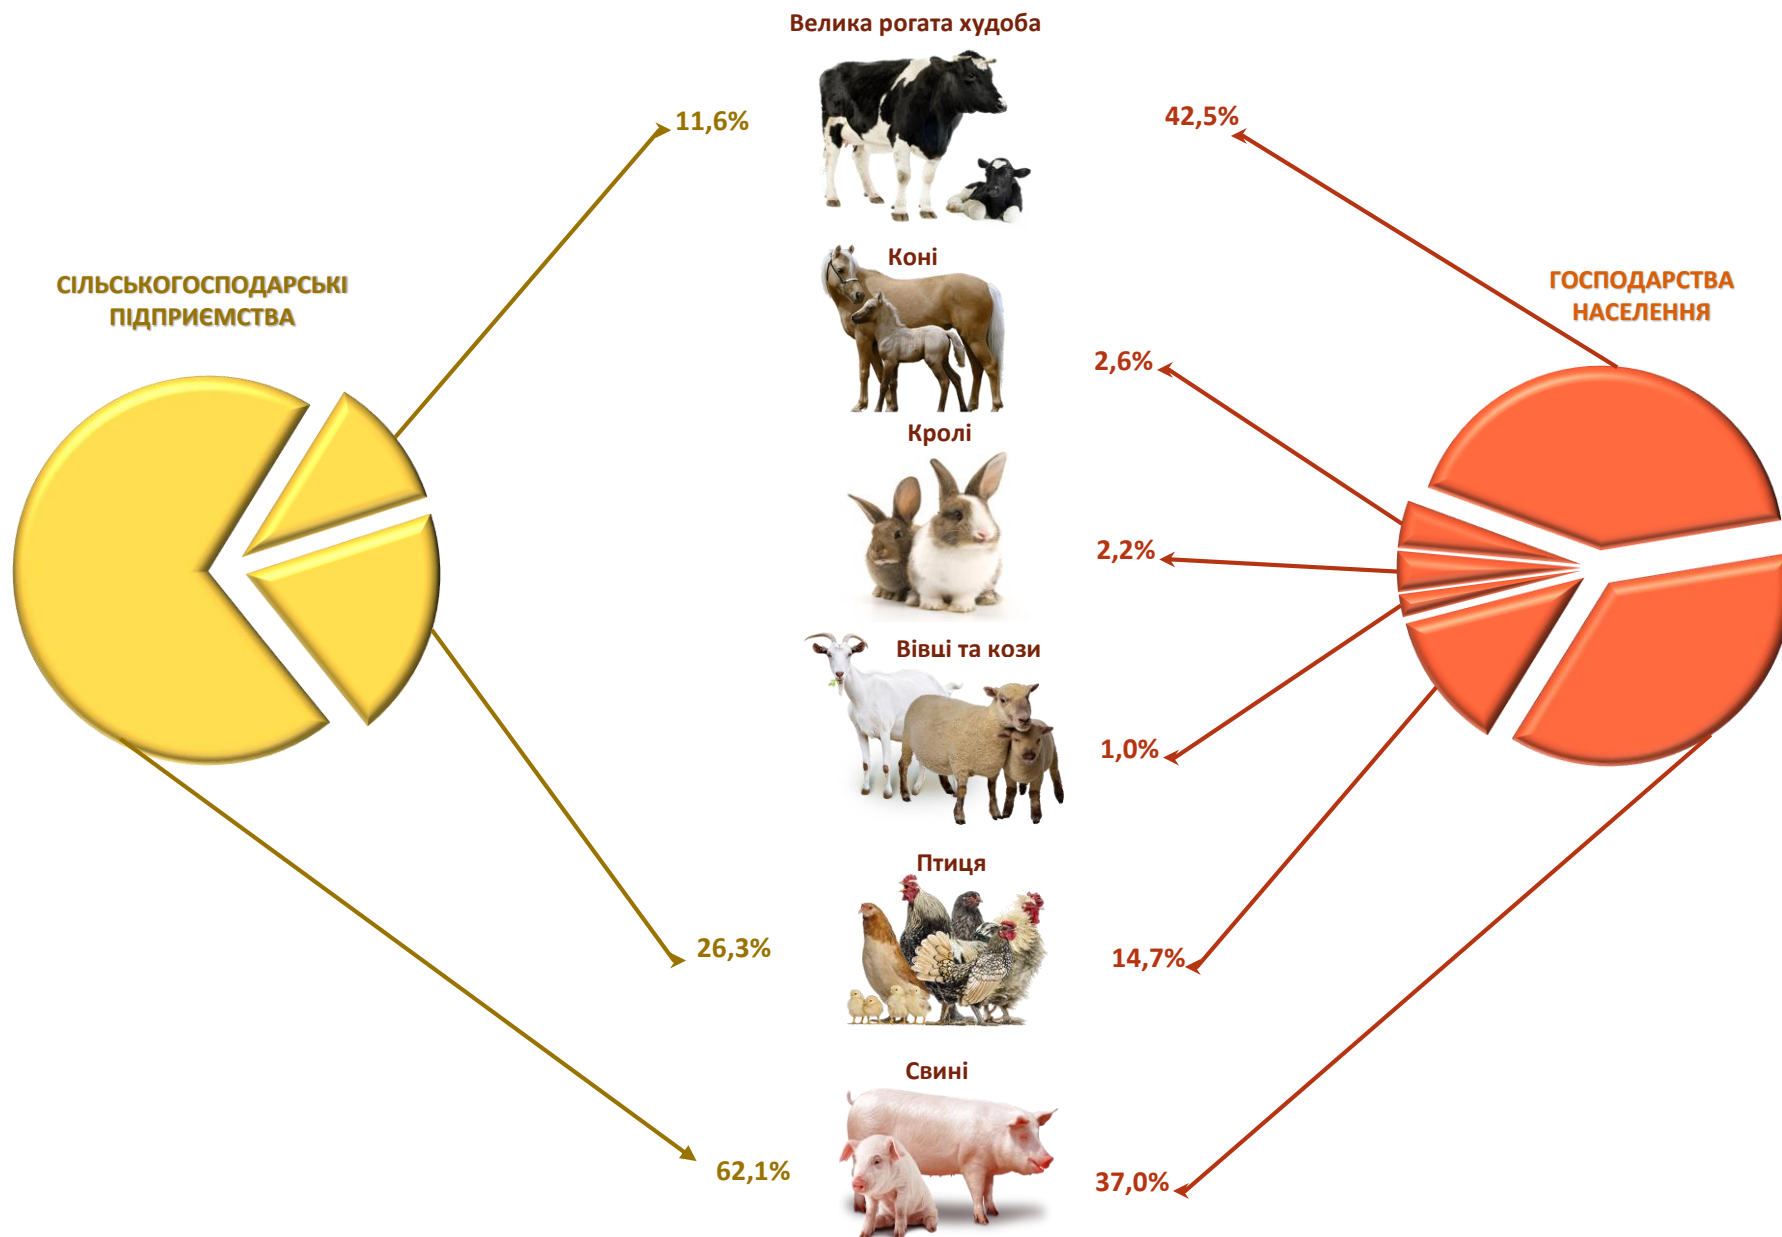 Велика рогата худоба
11,6%
42,5%
Коні
СІЛЬСЬКОГОСПОДАРСЬКІ
ПІДПРИЄМСТВА
ГОСПОДАРСТВА
НАСЕЛЕННЯ
2,6%
Кролі
2,2%
Вівці та кози
1,0%
Птиця
26,3%
14,7%
Свині
62,1%
37,0%